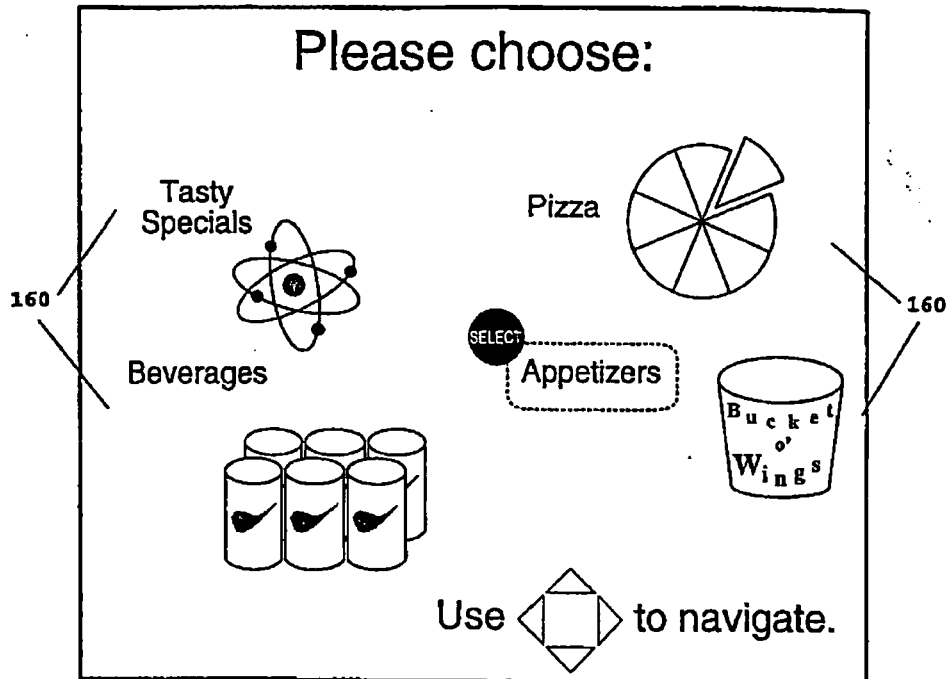 Please choose:
Tasty
Specials
Pizza
160
160
SELECT
Beverages
Appetizers
Bucket
o'
Wings
Use
to navigate.